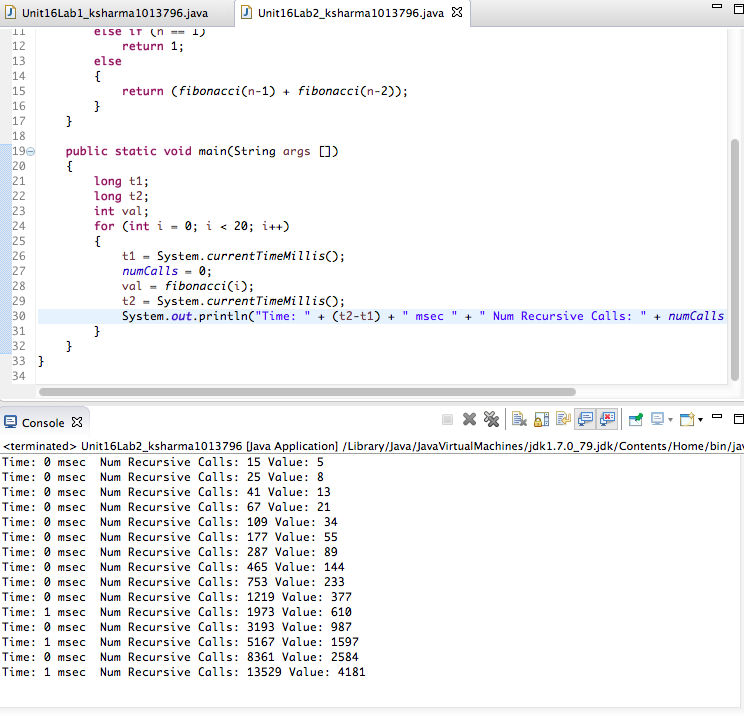 Unit16Lab1_ksharma1013796.java Unit16Lab2_ksharma1013796.java
11 else if (n == 1)
12 return 1;
13 else
14 {
15 return (fibonacci(n-1) + fibonacci(n-2));
16 }
17 }
18
19 public static void main(String args [])
20 {
21 long t1;
22 long t2;
23 int val;
24 for (int i = 0; i < 20; i++)
25 {
26 t1 = System.currentTimeMillis();
27 numCalls = 0;
28 val = fibonacci(i);
29 t2 = System.currentTimeMillis();
30 System.out.println("Time: " + (t2-t1) + " msec " + " Num Recursive Calls: " + numCalls
31 }
32 }
33 }
34
Console
<terminated> Unit16Lab2_ksharma1013796 [Java Application] /Library/Java/JavaVirtualMachines/jdk1.7.0_79.jdk/Contents/Home/bin/jav
Time: 0 msec  Num Recursive Calls: 15 Value: 5
Time: 0 msec  Num Recursive Calls: 25 Value: 8
Time: 0 msec  Num Recursive Calls: 41 Value: 13
Time: 0 msec  Num Recursive Calls: 67 Value: 21
Time: 0 msec  Num Recursive Calls: 109 Value: 34
Time: 0 msec  Num Recursive Calls: 177 Value: 55
Time: 0 msec  Num Recursive Calls: 287 Value: 89
Time: 0 msec  Num Recursive Calls: 465 Value: 144
Time: 0 msec  Num Recursive Calls: 753 Value: 233
Time: 0 msec  Num Recursive Calls: 1219 Value: 377
Time: 1 msec  Num Recursive Calls: 1973 Value: 610
Time: 0 msec  Num Recursive Calls: 3193 Value: 987
Time: 1 msec  Num Recursive Calls: 5167 Value: 1597
Time: 0 msec  Num Recursive Calls: 8361 Value: 2584
Time: 1 msec  Num Recursive Calls: 13529 Value: 4181